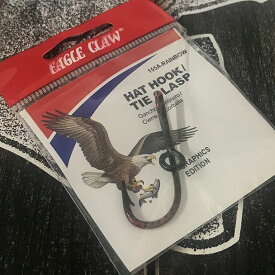 EAGLE CLAW
155A-RAINBOW
HAT HOOK/
TIE CLASP
GRAPHICS
EDITION